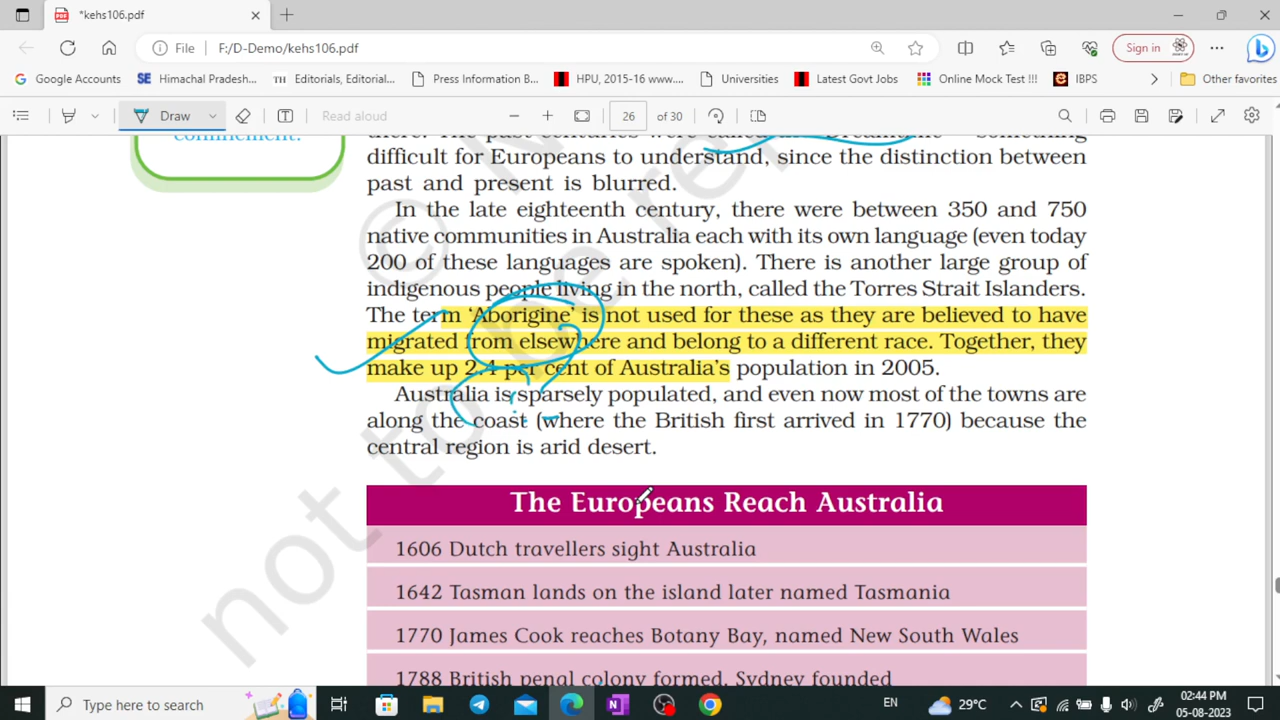 *kehs106.pdf
File F:/D-Demo/kehs106.pdf Sign in
Google Accounts SE Himachal Pradesh... TH Editorials, Editorial... Press Information B... HPU, 2015-16 www.... Universities Latest Govt Jobs Online Mock Test !!! IBPS Other favorites
Draw Read aloud 26 of 30
difficult for Europeans to understand, since the distinction between
past and present is blurred.
In the late eighteenth century, there were between 350 and 750
native communities in Australia each with its own language (even today
200 of these languages are spoken). There is another large group of
indigenous people living in the north, called the Torres Strait Islanders.
The term ‘Aborigine’ is not used for these as they are believed to have
migrated from elsewhere and belong to a different race. Together, they
make up 2.4 per cent of Australia’s population in 2005.
Australia is sparsely populated, and even now most of the towns are
along the coast (where the British first arrived in 1770) because the
central region is arid desert.
The Europeans Reach Australia
1606 Dutch travellers sight Australia
1642 Tasman lands on the island later named Tasmania
1770 James Cook reaches Botany Bay, named New South Wales
1788 British penal colony formed, Sydney founded
not to be re
Type here to search EN 29°C 02:44 PM
05-08-2023